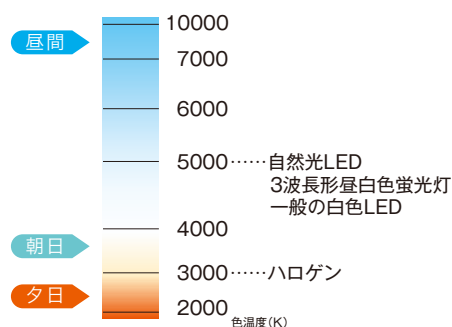 10000
昼間
7000
6000
5000……自然光LED
3波長形昼白色蛍光灯
一般の白色LED
4000
朝日
3000……ハロゲン
夕日
2000
色温度(K)